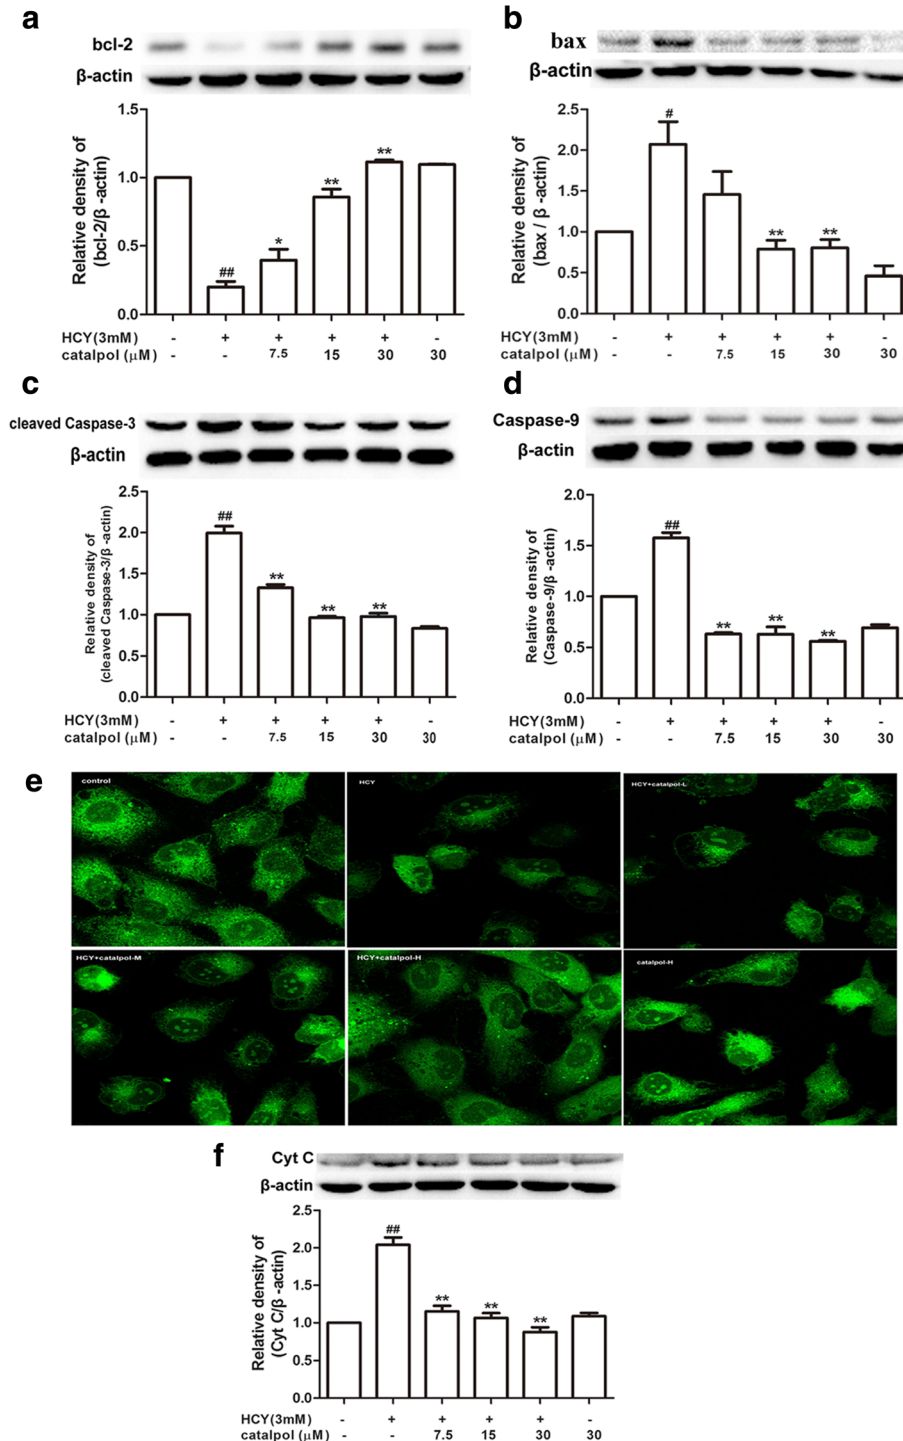 a
bcl-2
β-actin
Relative density of
(bcl-2/β -actin)
1.5
1.0
0.5
0.0
##
*
**
**
HCY(3mM) - + + + + -
catalpol (μM) - - 7.5 15 30 30
b
bax
β-actin
Relative density of
(bax / β -actin)
2.5
2.0
1.5
1.0
0.5
0.0
#
**
**
HCY(3mM) - + + + + -
catalpol (μM) - - 7.5 15 30 30
c
cleaved Caspase-3
β-actin
Relative density of
(cleaved Caspase-3/β -actin)
2.5
2.0
1.5
1.0
0.5
0.0
##
**
**
**
HCY(3mM) - + + + + -
catalpol (μM) - - 7.5 15 30 30
d
Caspase-9
β-actin
Relative density of
(Caspase-9/β -actin)
2.0
1.5
1.0
0.5
0.0
##
**
**
**
HCY(3mM) - + + + + -
catalpol (μM) - - 7.5 15 30 30
e
control
HCY
HCY+catalpol-L
HCY+catalpol-M
HCY+catalpol-H
catalpol-H
f
Cyt C
β-actin
Relative density of
(Cyt C/β -actin)
2.5
2.0
1.5
1.0
0.5
0.0
##
**
**
**
HCY(3mM) - + + + + -
catalpol (μM) - - 7.5 15 30 30